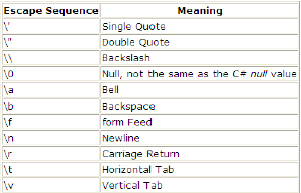 Escape Sequence Meaning
\' Single Quote
\" Double Quote
\\ Backslash
\0 Null, not the same as the C# null value
\a Bell
\b Backspace
\f form Feed
\n Newline
\r Carriage Return
\t Horizontal Tab
\v Vertical Tab